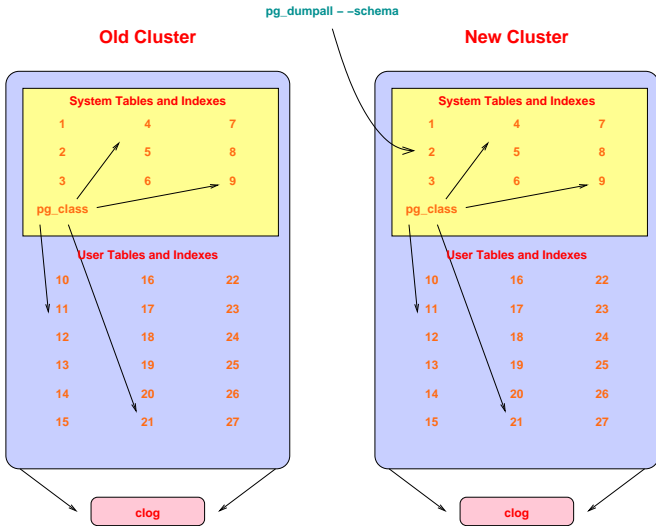 pg_dumpall - -schema
Old Cluster
New Cluster
System Tables and Indexes
1 4 7
2 5 8
3 6 9
pg_class
User Tables and Indexes
10 16 22
11 17 23
12 18 24
13 19 25
14 20 26
15 21 27
clog
System Tables and Indexes
1 4 7
2 5 8
3 6 9
pg_class
User Tables and Indexes
10 16 22
11 17 23
12 18 24
13 19 25
14 20 26
15 21 27
clog